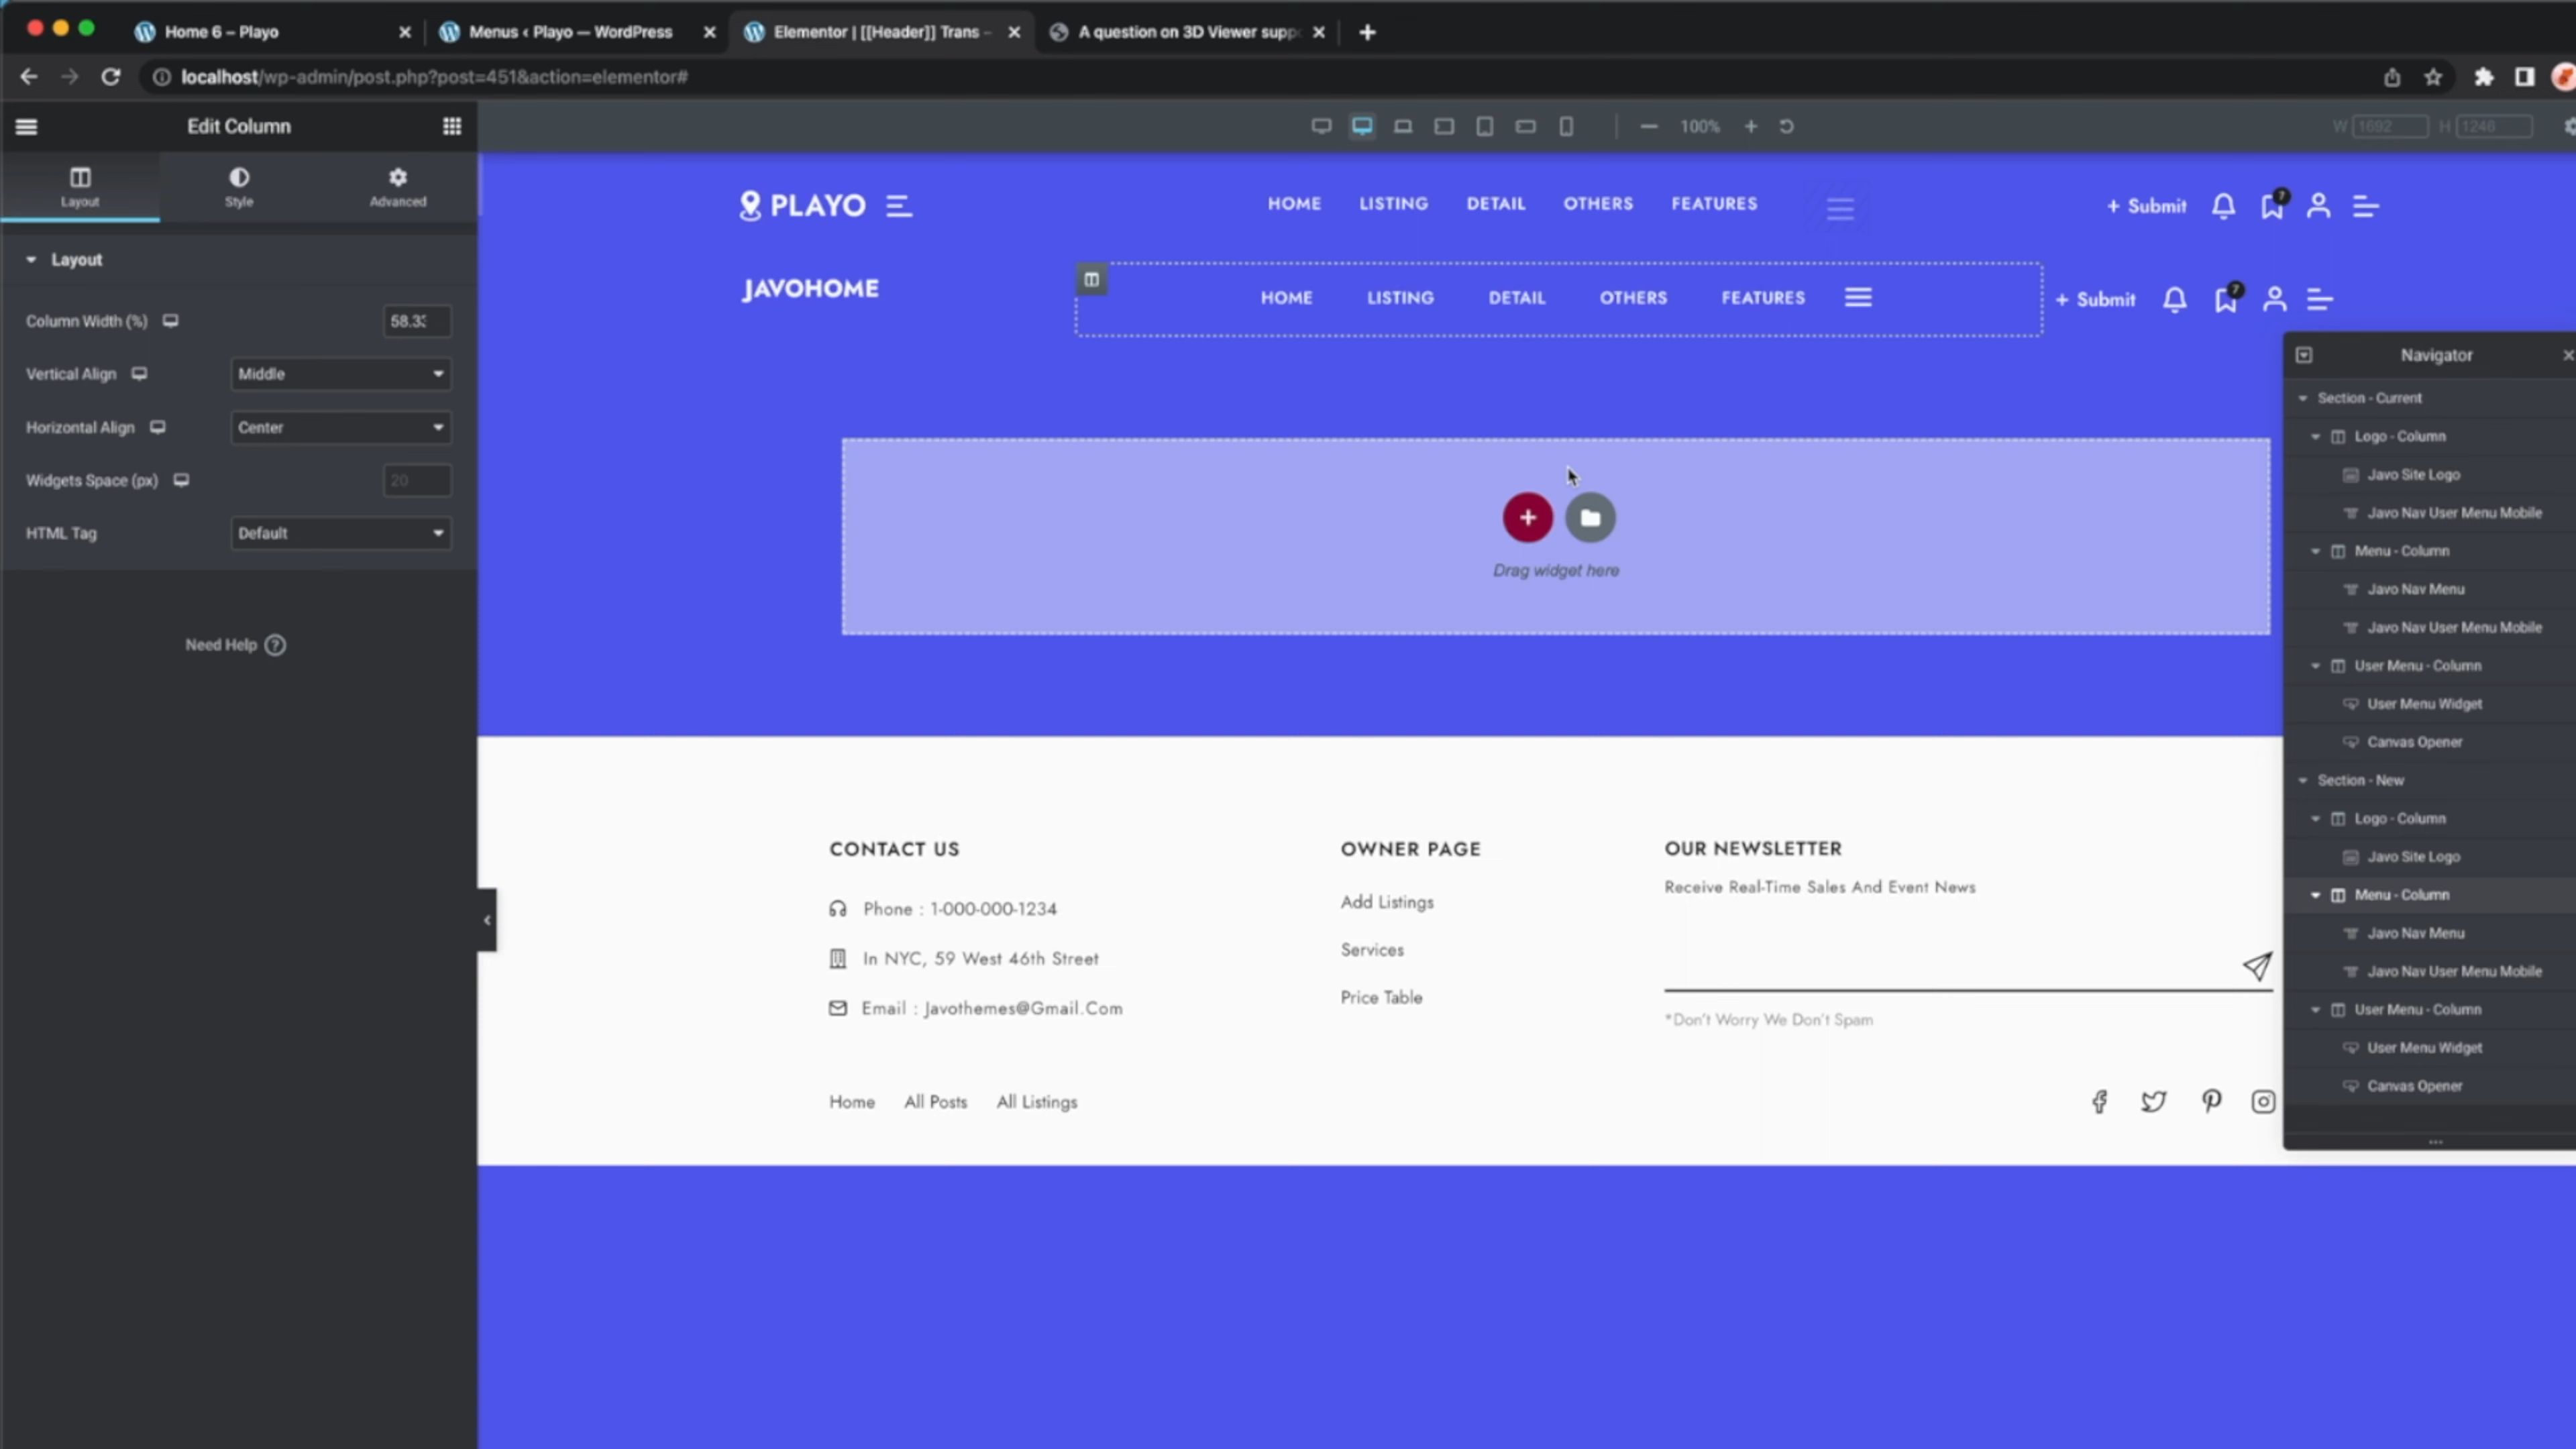 Home 6 – Playo
Menus ‹ Playo — WordPress
Elementor | [[Header]] Trans -
A question on 3D Viewer supp
localhost/wp-admin/post.php?post=451&action=elementor#
Edit Column
100%
W 1692 H 1246
Layout
Style
Advanced
Layout
Column Width (%) 58.33
Vertical Align Middle
Horizontal Align Center
Widgets Space (px) 20
HTML Tag Default
Need Help ?
PLAYO
HOME LISTING DETAIL OTHERS FEATURES
+ Submit 7
JAVOHOME
HOME LISTING DETAIL OTHERS FEATURES
+ Submit 7
Drag widget here
Navigator
Section - Current
Logo - Column
Javo Site Logo
Javo Nav User Menu Mobile
Menu - Column
Javo Nav Menu
Javo Nav User Menu Mobile
User Menu - Column
User Menu Widget
Canvas Opener
Section - New
Logo - Column
Javo Site Logo
Menu - Column
Javo Nav Menu
Javo Nav User Menu Mobile
User Menu - Column
User Menu Widget
Canvas Opener
CONTACT US
Phone : 1-000-000-1234
In NYC, 59 West 46th Street
Email : Javothemes@Gmail.Com
OWNER PAGE
Add Listings
Services
Price Table
OUR NEWSLETTER
Receive Real-Time Sales And Event News
*Don't Worry We Don't Spam
Home All Posts All Listings